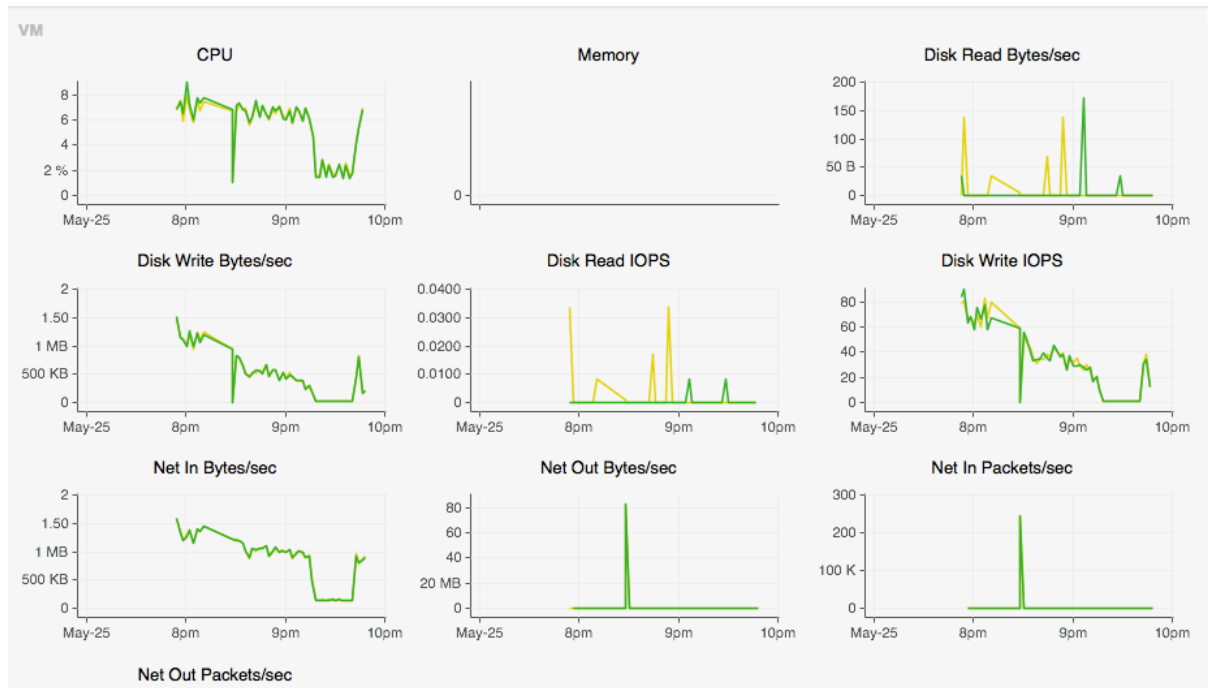 VM
CPU
8
6
4
2 %
0
May-25 8pm 9pm 10pm
Memory
0
Disk Read Bytes/sec
200
150
100
50 B
0
May-25 8pm 9pm 10pm
Disk Write Bytes/sec
2
1.50
1 MB
500 KB
0
May-25 8pm 9pm 10pm
Disk Read IOPS
0.0400
0.0300
0.0200
0.0100
0
May-25 8pm 9pm 10pm
Disk Write IOPS
80
60
40
20
0
May-25 8pm 9pm 10pm
Net In Bytes/sec
2
1.50
1 MB
500 KB
0
May-25 8pm 9pm 10pm
Net Out Bytes/sec
80
60
40
20 MB
0
May-25 8pm 9pm 10pm
Net In Packets/sec
300
200
100 K
0
May-25 8pm 9pm 10pm
Net Out Packets/sec